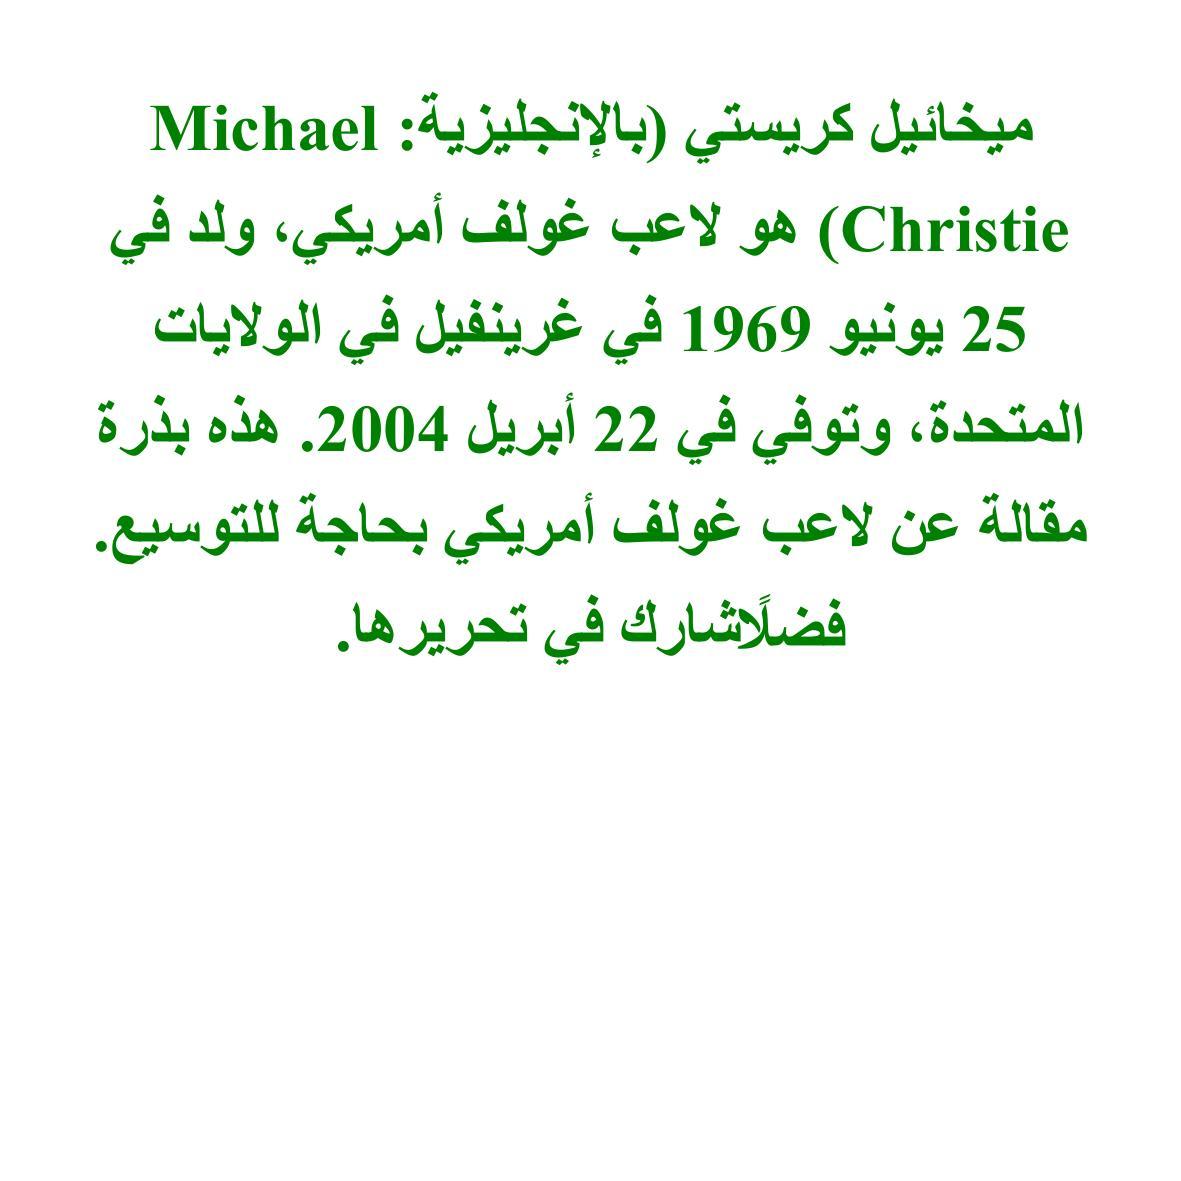 ميخائيل كريستي (بالإنجليزية: Michael
Christie) هو لاعب غولف أمريكي، ولد في
25 يونيو 1969 في غرينفيل في الولايات
المتحدة، وتوفي في 22 أبريل 2004. هذه بذرة
مقالة عن لاعب غولف أمريكي بحاجة للتوسيع.
فضلًاشارك في تحريرها.